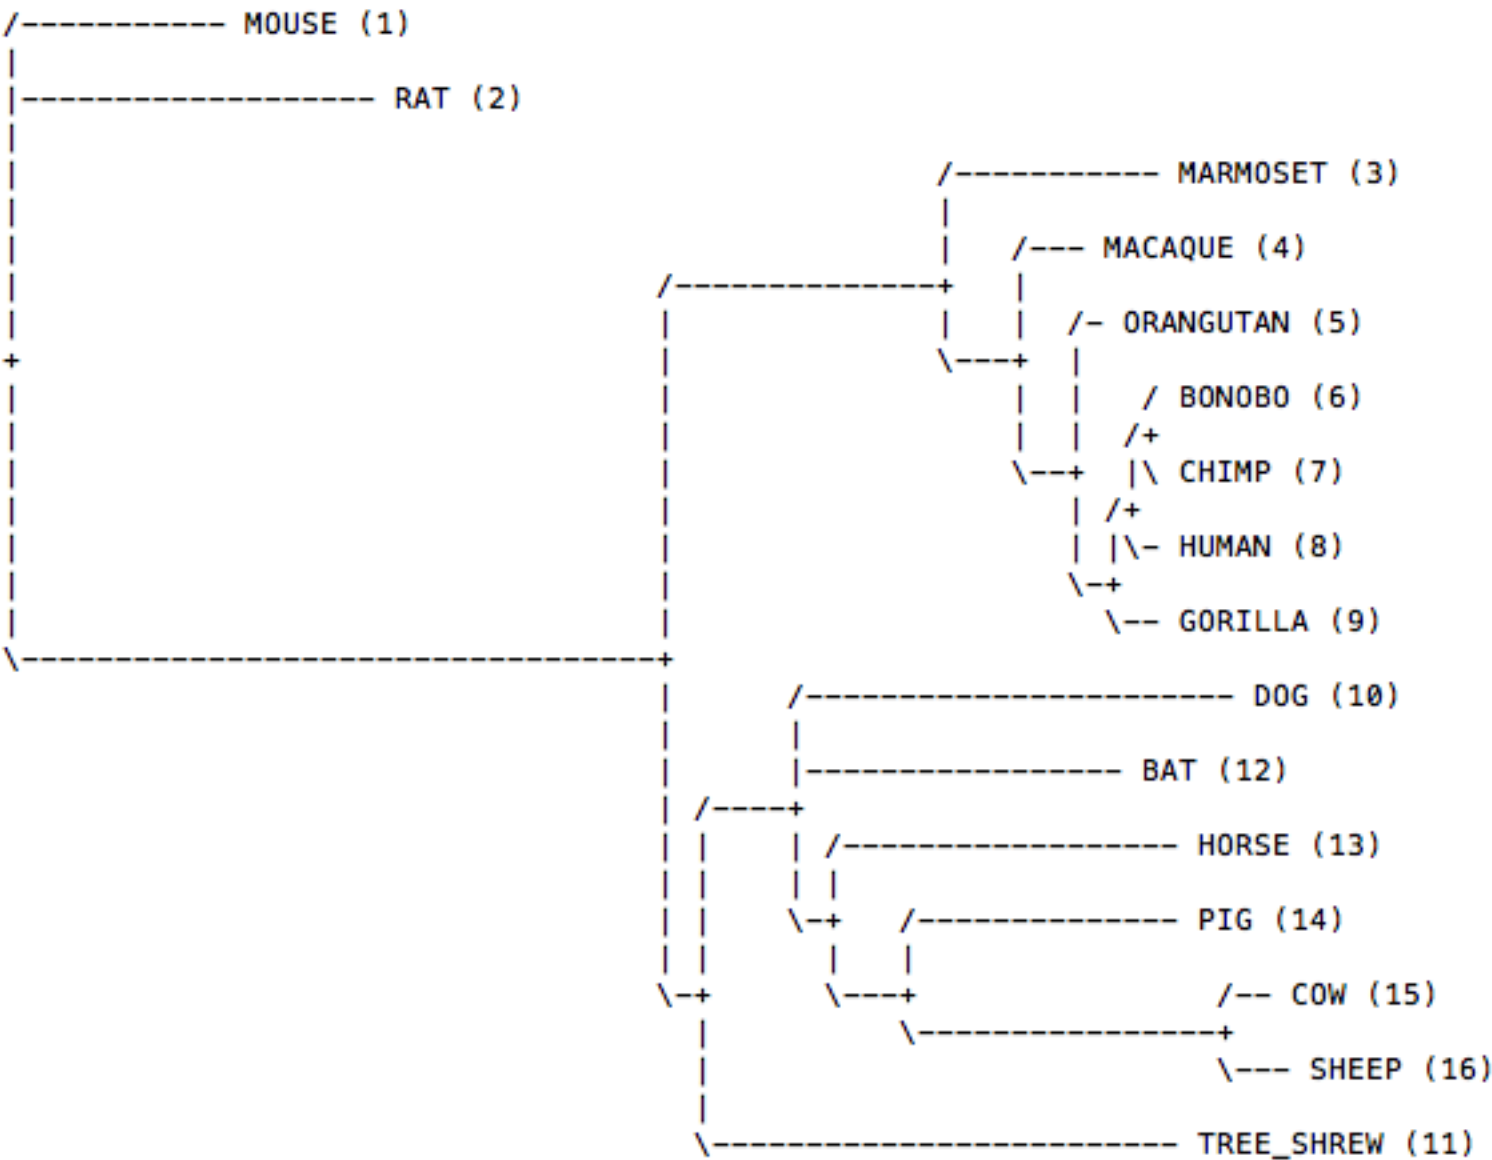 MOUSE (1)
RAT (2)
MARMOSET (3)
MACAQUE (4)
ORANGUTAN (5)
BONOBO (6)
CHIMP (7)
HUMAN (8)
GORILLA (9)
DOG (10)
BAT (12)
HORSE (13)
PIG (14)
COW (15)
SHEEP (16)
TREE_SHREW (11)